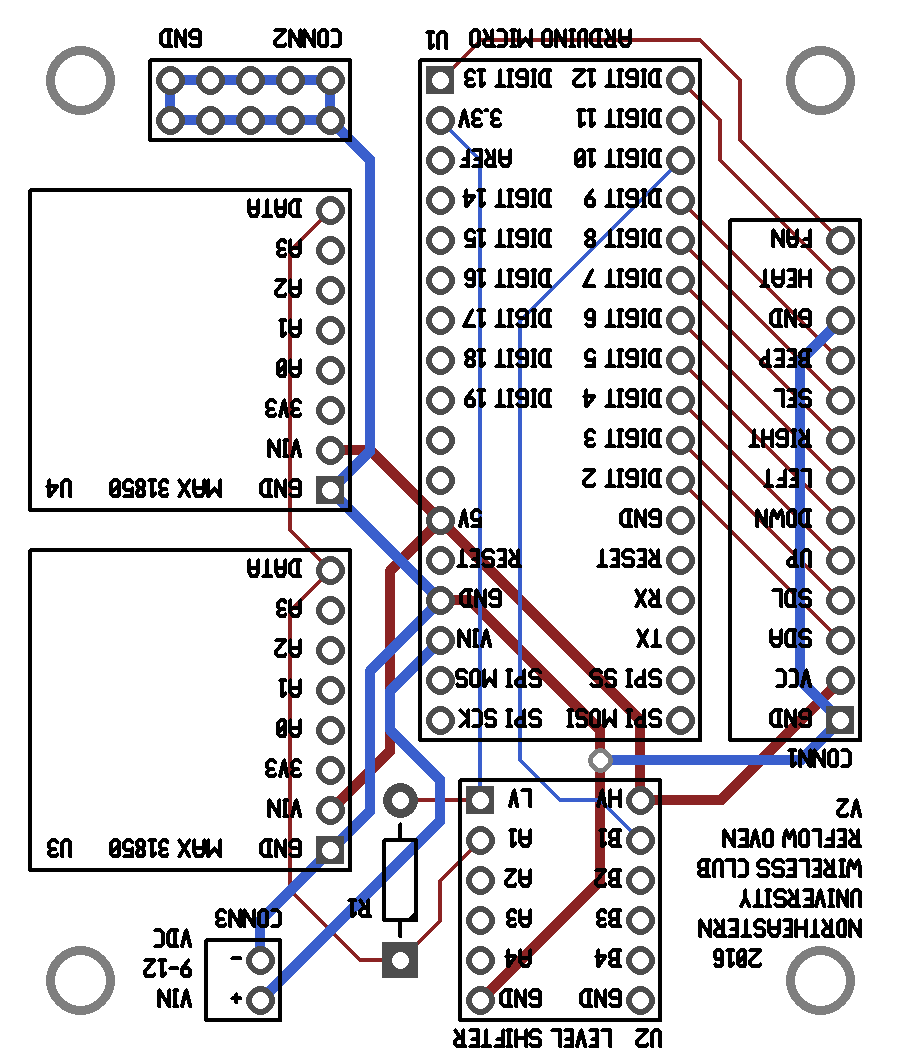 U2 LEVEL SHIFTER
GND
B4
B3
B2
B1
HV
GND
A4
A3
A2
A1
LV
2016
NORTHEASTERN
UNIVERSITY
WIRELESS CLUB
REFLOW OVEN
V2
R1
VIN
9-12
VDC
+
-
CONN3
CONN1
GND
VCC
SDA
SDL
UP
DOWN
LEFT
RIGHT
SEL
BEEP
GND
HEAT
FAN
SPI MOSI
SPI SS
TX
RX
RESET
GND
DIGIT 2
DIGIT 3
DIGIT 4
DIGIT 5
DIGIT 6
DIGIT 7
DIGIT 8
DIGIT 9
DIGIT 10
DIGIT 11
DIGIT 12
SPI SCK
SPI MOS
VIN
GND
RESET
5V
DIGIT 19
DIGIT 18
DIGIT 17
DIGIT 16
DIGIT 15
DIGIT 14
AREF
3.3V
DIGIT 13
ARDUINO MICRO U1
GND MAX 31850 U3
VIN
3V3
A0
A1
A2
A3
DATA
GND MAX 31850 U4
VIN
3V3
A0
A1
A2
A3
DATA
CONN2 GND